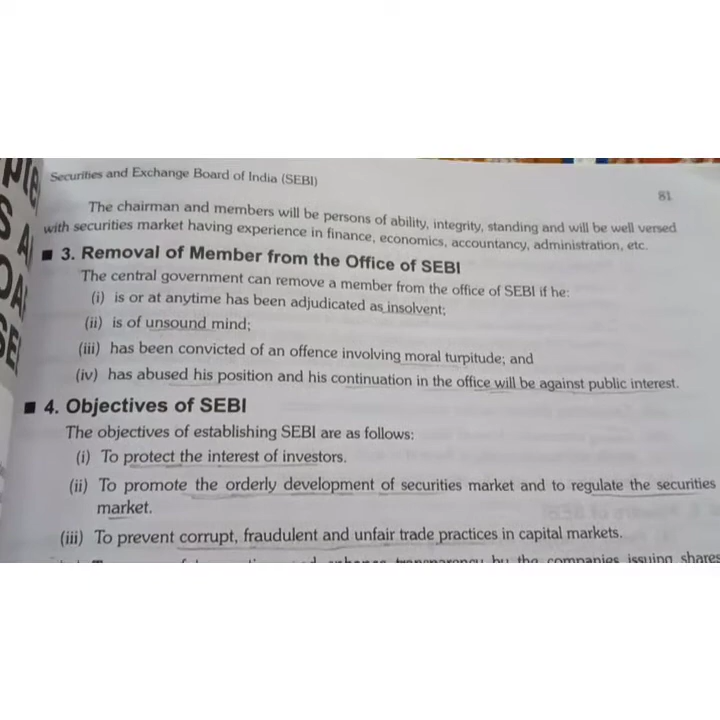 Securities and Exchange Board of India (SEBI)
81
The chairman and members will be persons of ability, integrity, standing and will be well versed
with securities market having experience in finance, economics, accountancy, administration, etc.
■ 3. Removal of Member from the Office of SEBI
The central government can remove a member from the office of SEBI if he:
(i) is or at anytime has been adjudicated as insolvent;
(ii) is of unsound mind;
(iii) has been convicted of an offence involving moral turpitude; and
(iv) has abused his position and his continuation in the office will be against public interest.
■ 4. Objectives of SEBI
The objectives of establishing SEBI are as follows:
(i) To protect the interest of investors.
(ii) To promote the orderly development of securities market and to regulate the securities
market.
(iii) To prevent corrupt, fraudulent and unfair trade practices in capital markets.
by the companies issuing shares